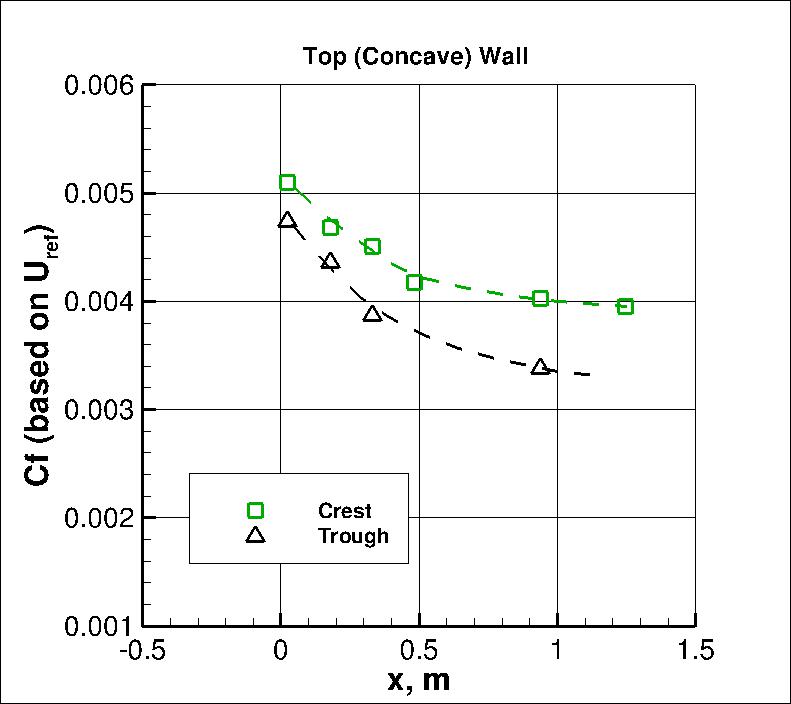 Top (Concave) Wall
0.006
0.005
0.004
0.003
0.002
0.001
Cf (based on Uref)
Crest
Trough
-0.5 0 0.5 1 1.5
x, m